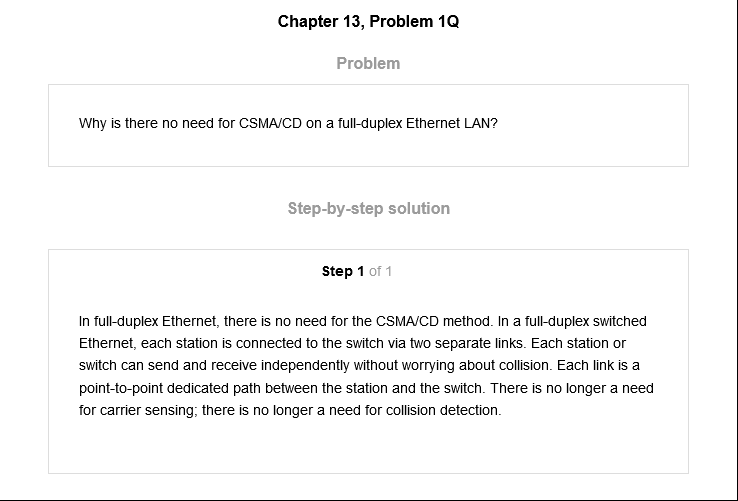 Chapter 13, Problem 1Q
Problem
Why is there no need for CSMA/CD on a full-duplex Ethernet LAN?
Step-by-step solution
Step 1 of 1
In full-duplex Ethernet, there is no need for the CSMA/CD method. In a full-duplex switched
Ethernet, each station is connected to the switch via two separate links. Each station or
switch can send and receive independently without worrying about collision. Each link is a
point-to-point dedicated path between the station and the switch. There is no longer a need
for carrier sensing; there is no longer a need for collision detection.